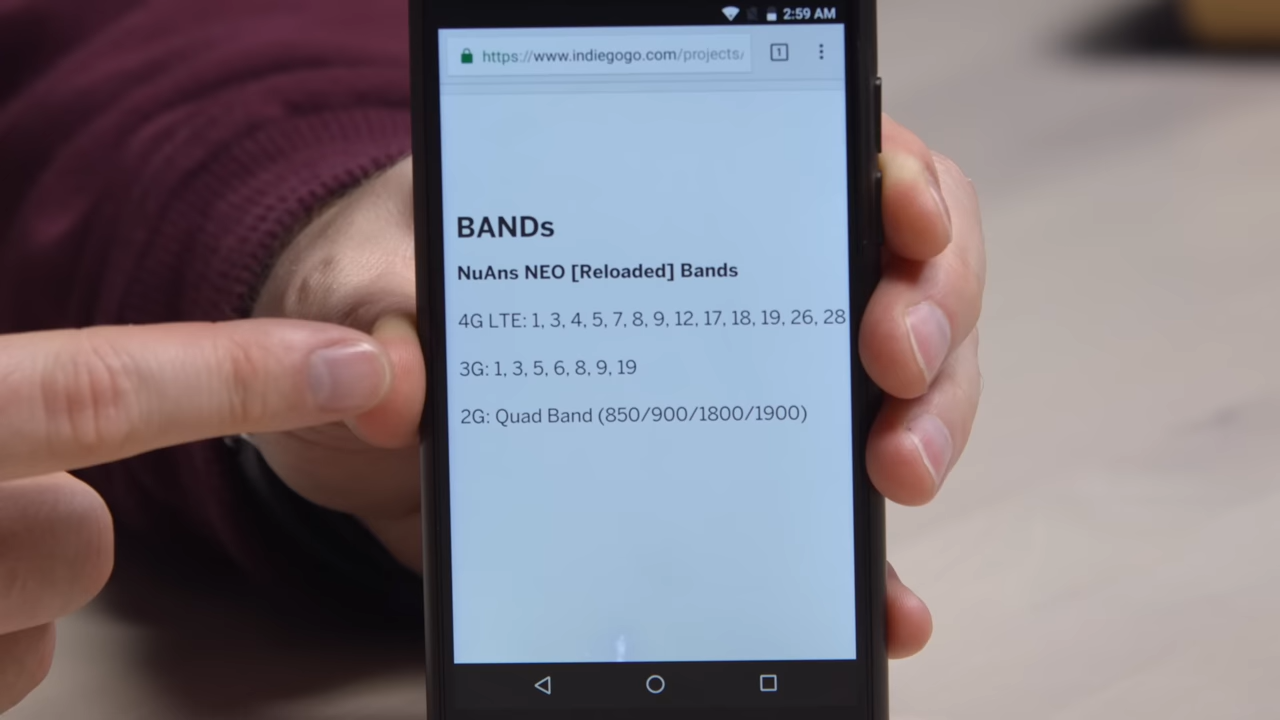 2:59 AM
https://www.indiegogo.com/projects/
1
BANDs
NuAns NEO [Reloaded] Bands
4G LTE: 1, 3, 4, 5, 7, 8, 9, 12, 17, 18, 19, 26, 28
3G: 1, 3, 5, 6, 8, 9, 19
2G: Quad Band (850/900/1800/1900)